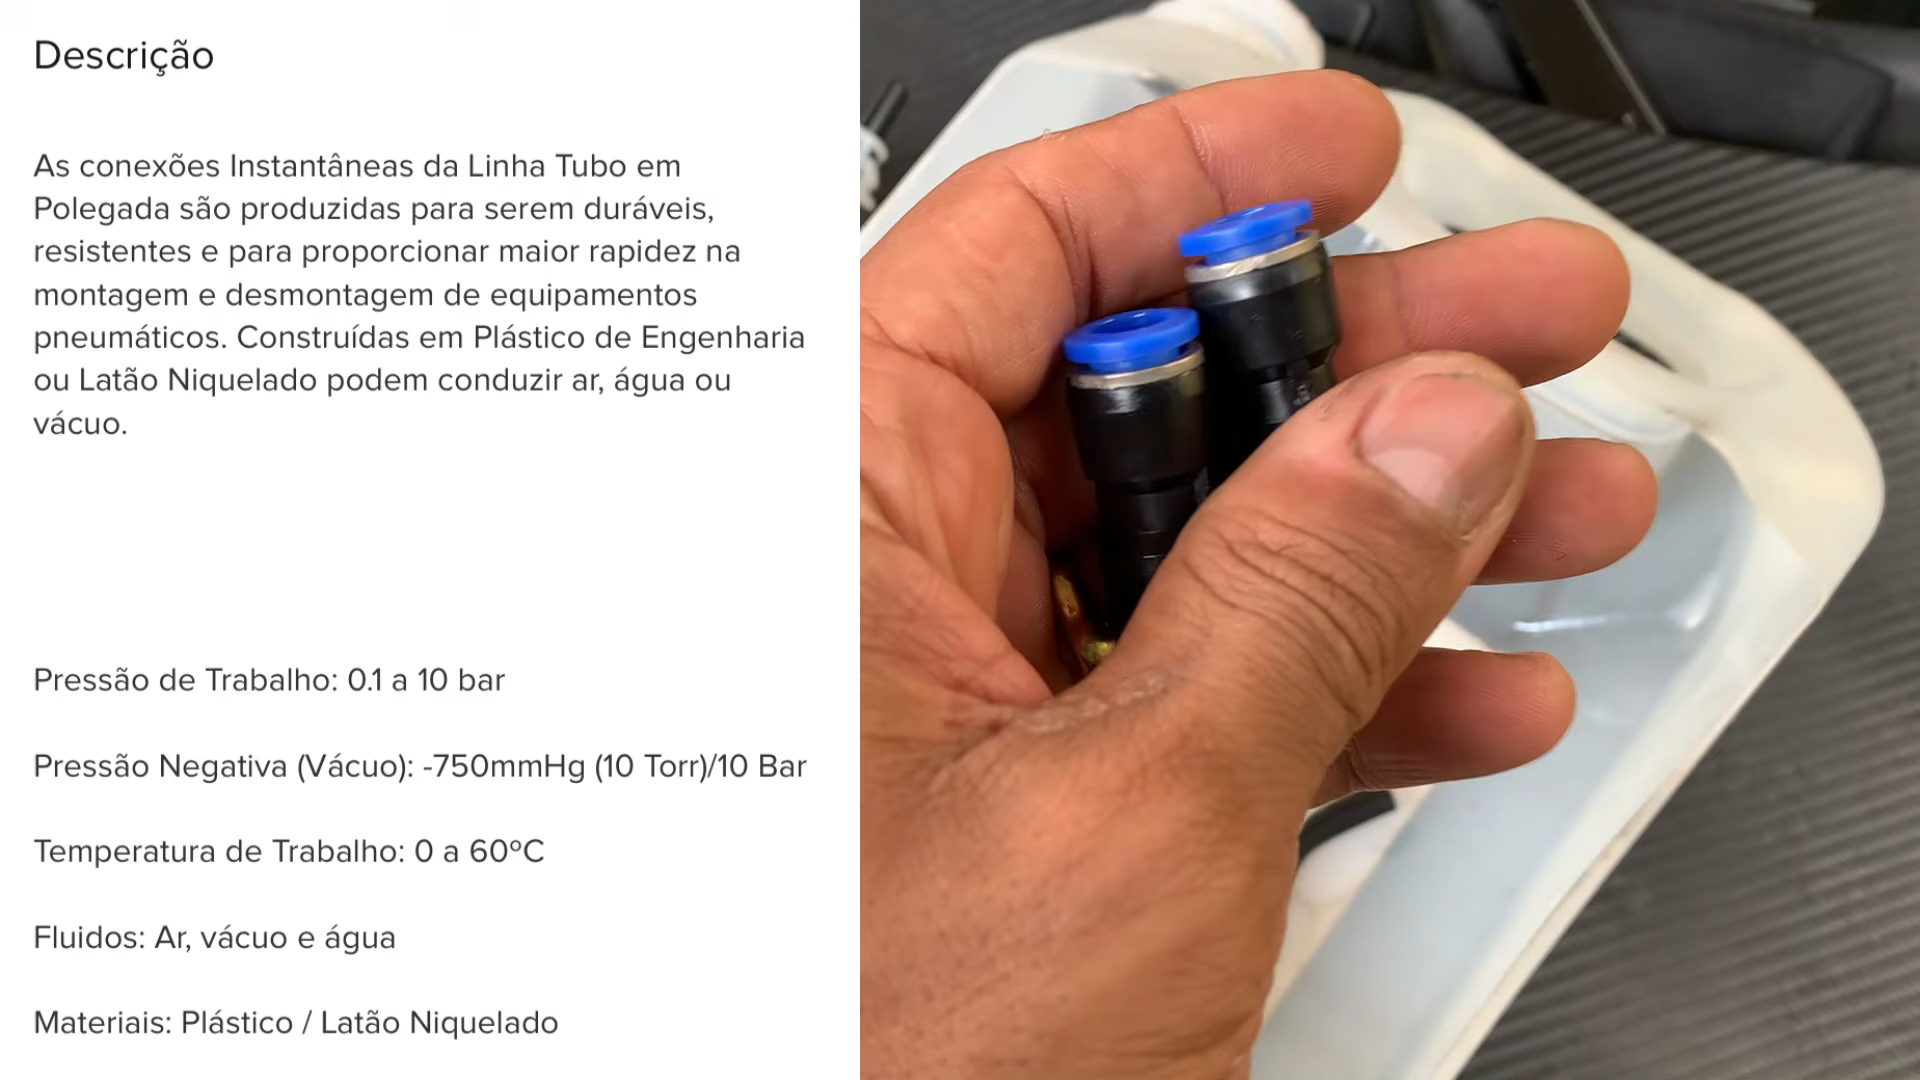 Descrição
As conexões Instantâneas da Linha Tubo em
Polegada são produzidas para serem duráveis,
resistentes e para proporcionar maior rapidez na
montagem e desmontagem de equipamentos
pneumáticos. Construídas em Plástico de Engenharia
ou Latão Niquelado podem conduzir ar, água ou
vácuo.
Pressão de Trabalho: 0.1 a 10 bar
Pressão Negativa (Vácuo): -750mmHg (10 Torr)/10 Bar
Temperatura de Trabalho: 0 a 60ºC
Fluidos: Ar, vácuo e água
Materiais: Plástico / Latão Niquelado